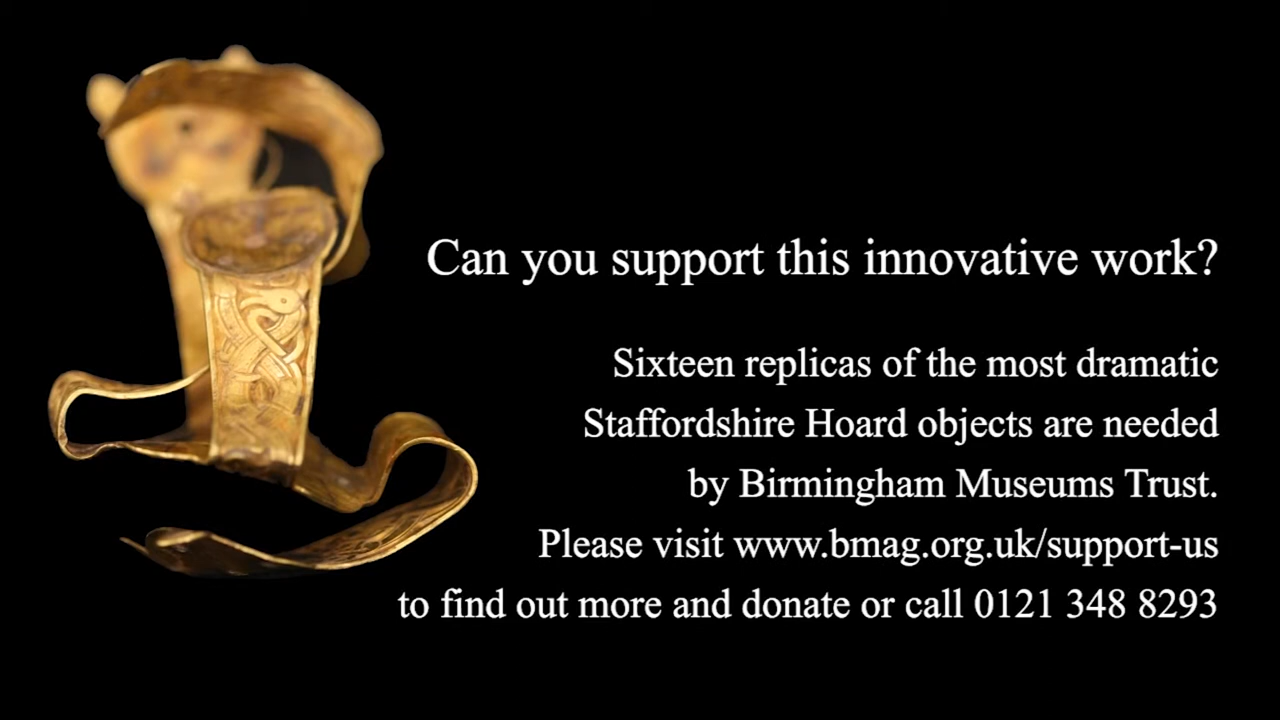 Can you support this innovative work?
Sixteen replicas of the most dramatic
Staffordshire Hoard objects are needed
by Birmingham Museums Trust.
Please visit www.bmag.org.uk/support-us
to find out more and donate or call 0121 348 8293